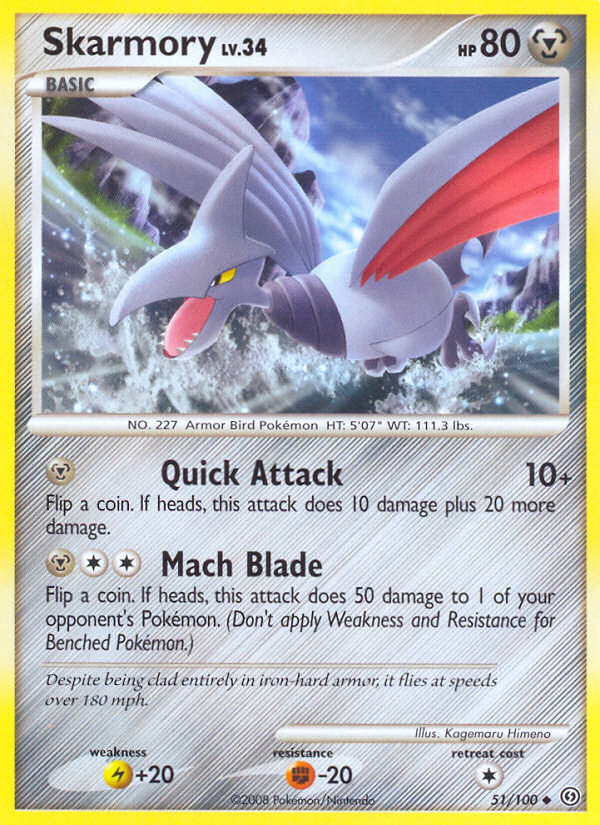 Skarmory LV.34
HP 80
BASIC
NO. 227 Armor Bird Pokémon HT: 5'07" WT: 111.3 lbs.
Quick Attack 10+
Flip a coin. If heads, this attack does 10 damage plus 20 more
damage.
Mach Blade
Flip a coin. If heads, this attack does 50 damage to 1 of your
opponent's Pokémon. (Don't apply Weakness and Resistance for
Benched Pokémon.)
Despite being clad entirely in iron-hard armor, it flies at speeds
over 180 mph.
Illus. Kagemaru Himeno
weakness resistance retreat cost
+20 -20
©2008 Pokémon/Nintendo 51/100